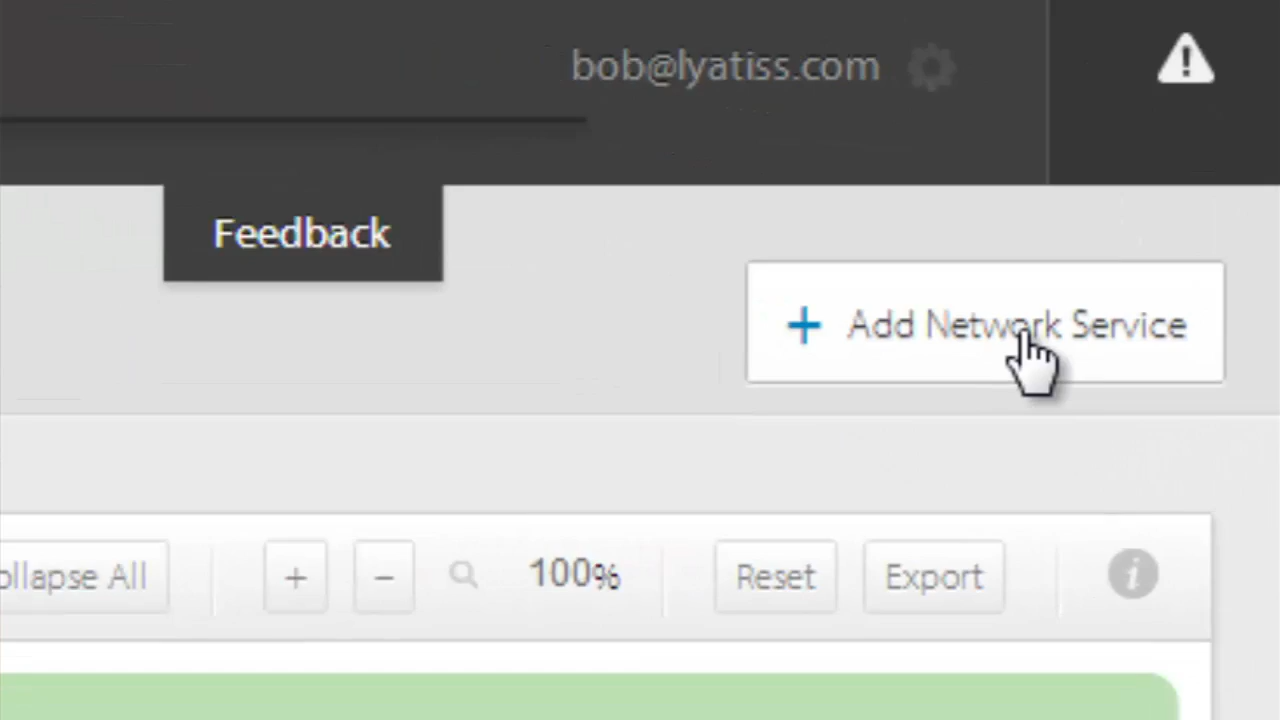 bob@lyatiss.com
Feedback
+ Add Network Service
ollapse All + − 100% Reset Export i